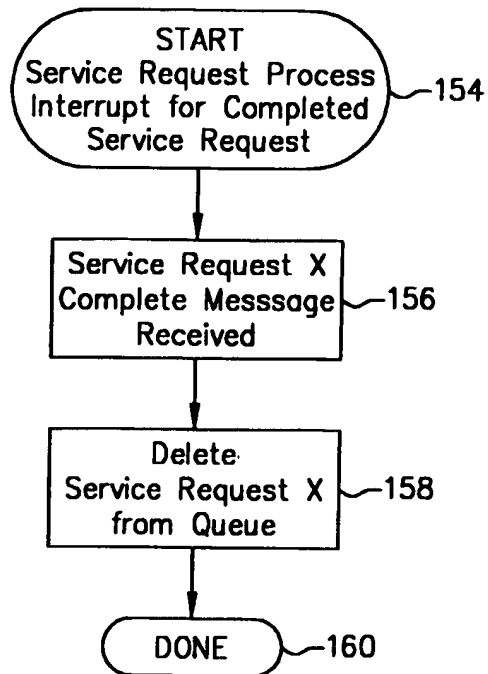 START
Service Request Process
Interrupt for Completed
Service Request
154
Service Request X
Complete Messsage
Received
156
Delete
Service Request X
from Queue
158
DONE
160